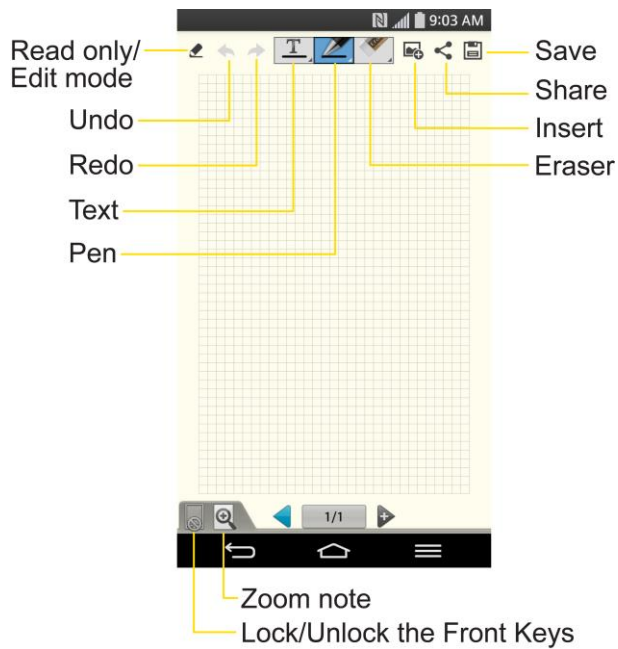 9:03 AM
Read only/
Edit mode
Undo
Redo
Text
Pen
Save
Share
Insert
Eraser
T
1/1
Zoom note
Lock/Unlock the Front Keys